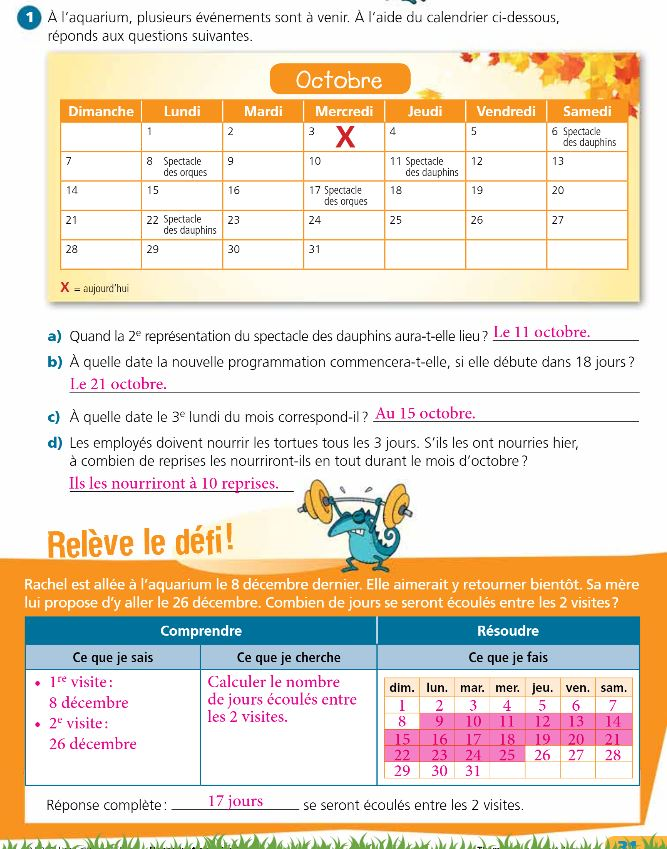 1 À l'aquarium, plusieurs événements sont à venir. À l'aide du calendrier ci-dessous,
réponds aux questions suivantes.
Octobre
Dimanche Lundi Mardi Mercredi Jeudi Vendredi Samedi
1 2 3 X 4 5 6 Spectacle
des dauphins
7 8 Spectacle 9 10 11 Spectacle 12 13
des orques des dauphins
14 15 16 17 Spectacle 18 19 20
des orques
21 22 Spectacle 23 24 25 26 27
des dauphins
28 29 30 31
X = aujourd'hui
a) Quand la 2e représentation du spectacle des dauphins aura-t-elle lieu ? Le 11 octobre.
b) À quelle date la nouvelle programmation commencera-t-elle, si elle débute dans 18 jours ?
Le 21 octobre.
c) À quelle date le 3e lundi du mois correspond-il ? Au 15 octobre.
d) Les employés doivent nourrir les tortues tous les 3 jours. S'ils les ont nourries hier,
à combien de reprises les nourriront-ils en tout durant le mois d'octobre ?
Ils les nourriront à 10 reprises.
Relève le défi !
Rachel est allée à l'aquarium le 8 décembre dernier. Elle aimerait y retourner bientôt. Sa mère
lui propose d'y aller le 26 décembre. Combien de jours se seront écoulés entre les 2 visites ?
Comprendre Résoudre
Ce que je sais Ce que je cherche Ce que je fais
• 1re visite :
8 décembre
• 2e visite :
26 décembre
Calculer le nombre
de jours écoulés entre
les 2 visites.
dim. lun. mar. mer. jeu. ven. sam.
1 2 3 4 5 6 7
8 9 10 11 12 13 14
15 16 17 18 19 20 21
22 23 24 25 26 27 28
29 30 31
Réponse complète : 17 jours se seront écoulés entre les 2 visites.
31